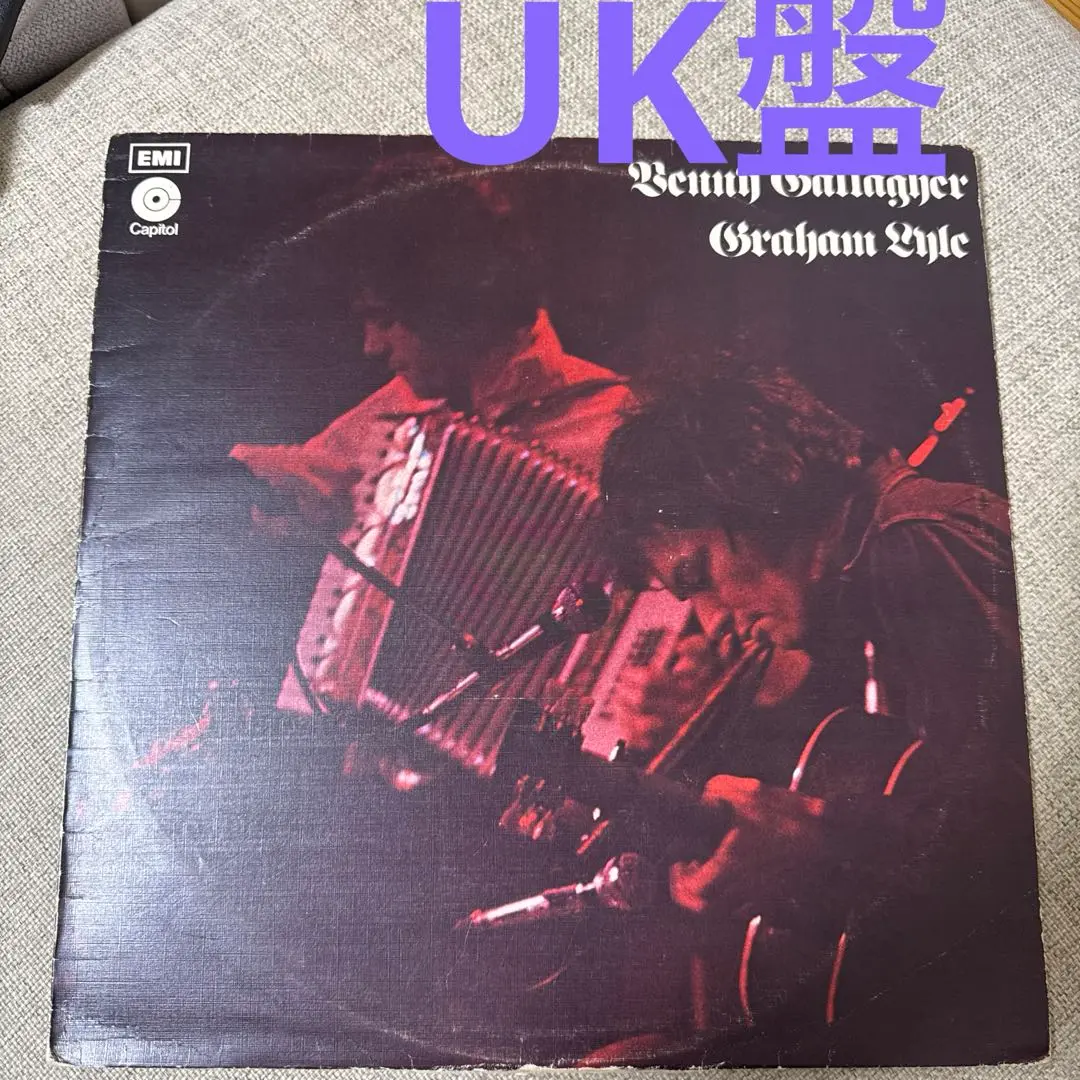 UK盤
EMI
Capitol
Benny Gallagher
Graham Lyle